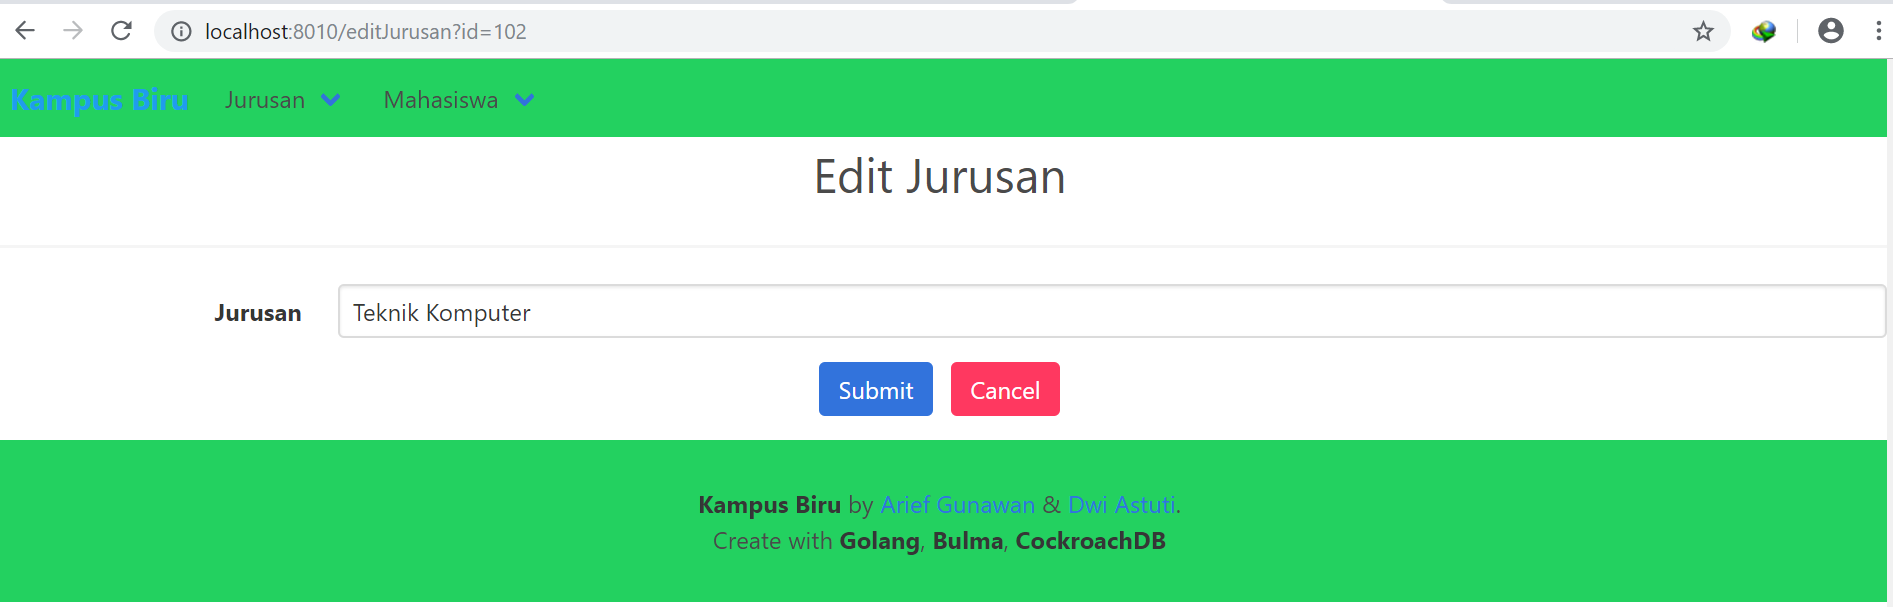 localhost:8010/editJurusan?id=102
Kampus Biru Jurusan Mahasiswa
Edit Jurusan
Jurusan Teknik Komputer
Submit Cancel
Kampus Biru by Arief Gunawan & Dwi Astuti.
Create with Golang, Bulma, CockroachDB